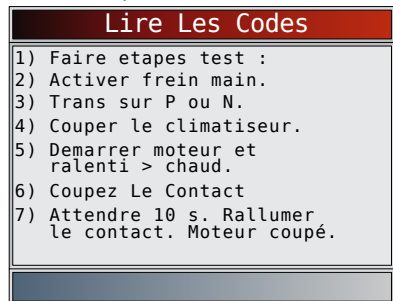 Lire Les Codes
1) Faire etapes test :
2) Activer frein main.
3) Trans sur P ou N.
4) Couper le climatiseur.
5) Demarrer moteur et
ralenti > chaud.
6) Coupez Le Contact
7) Attendre 10 s. Rallumer
le contact. Moteur coupé.